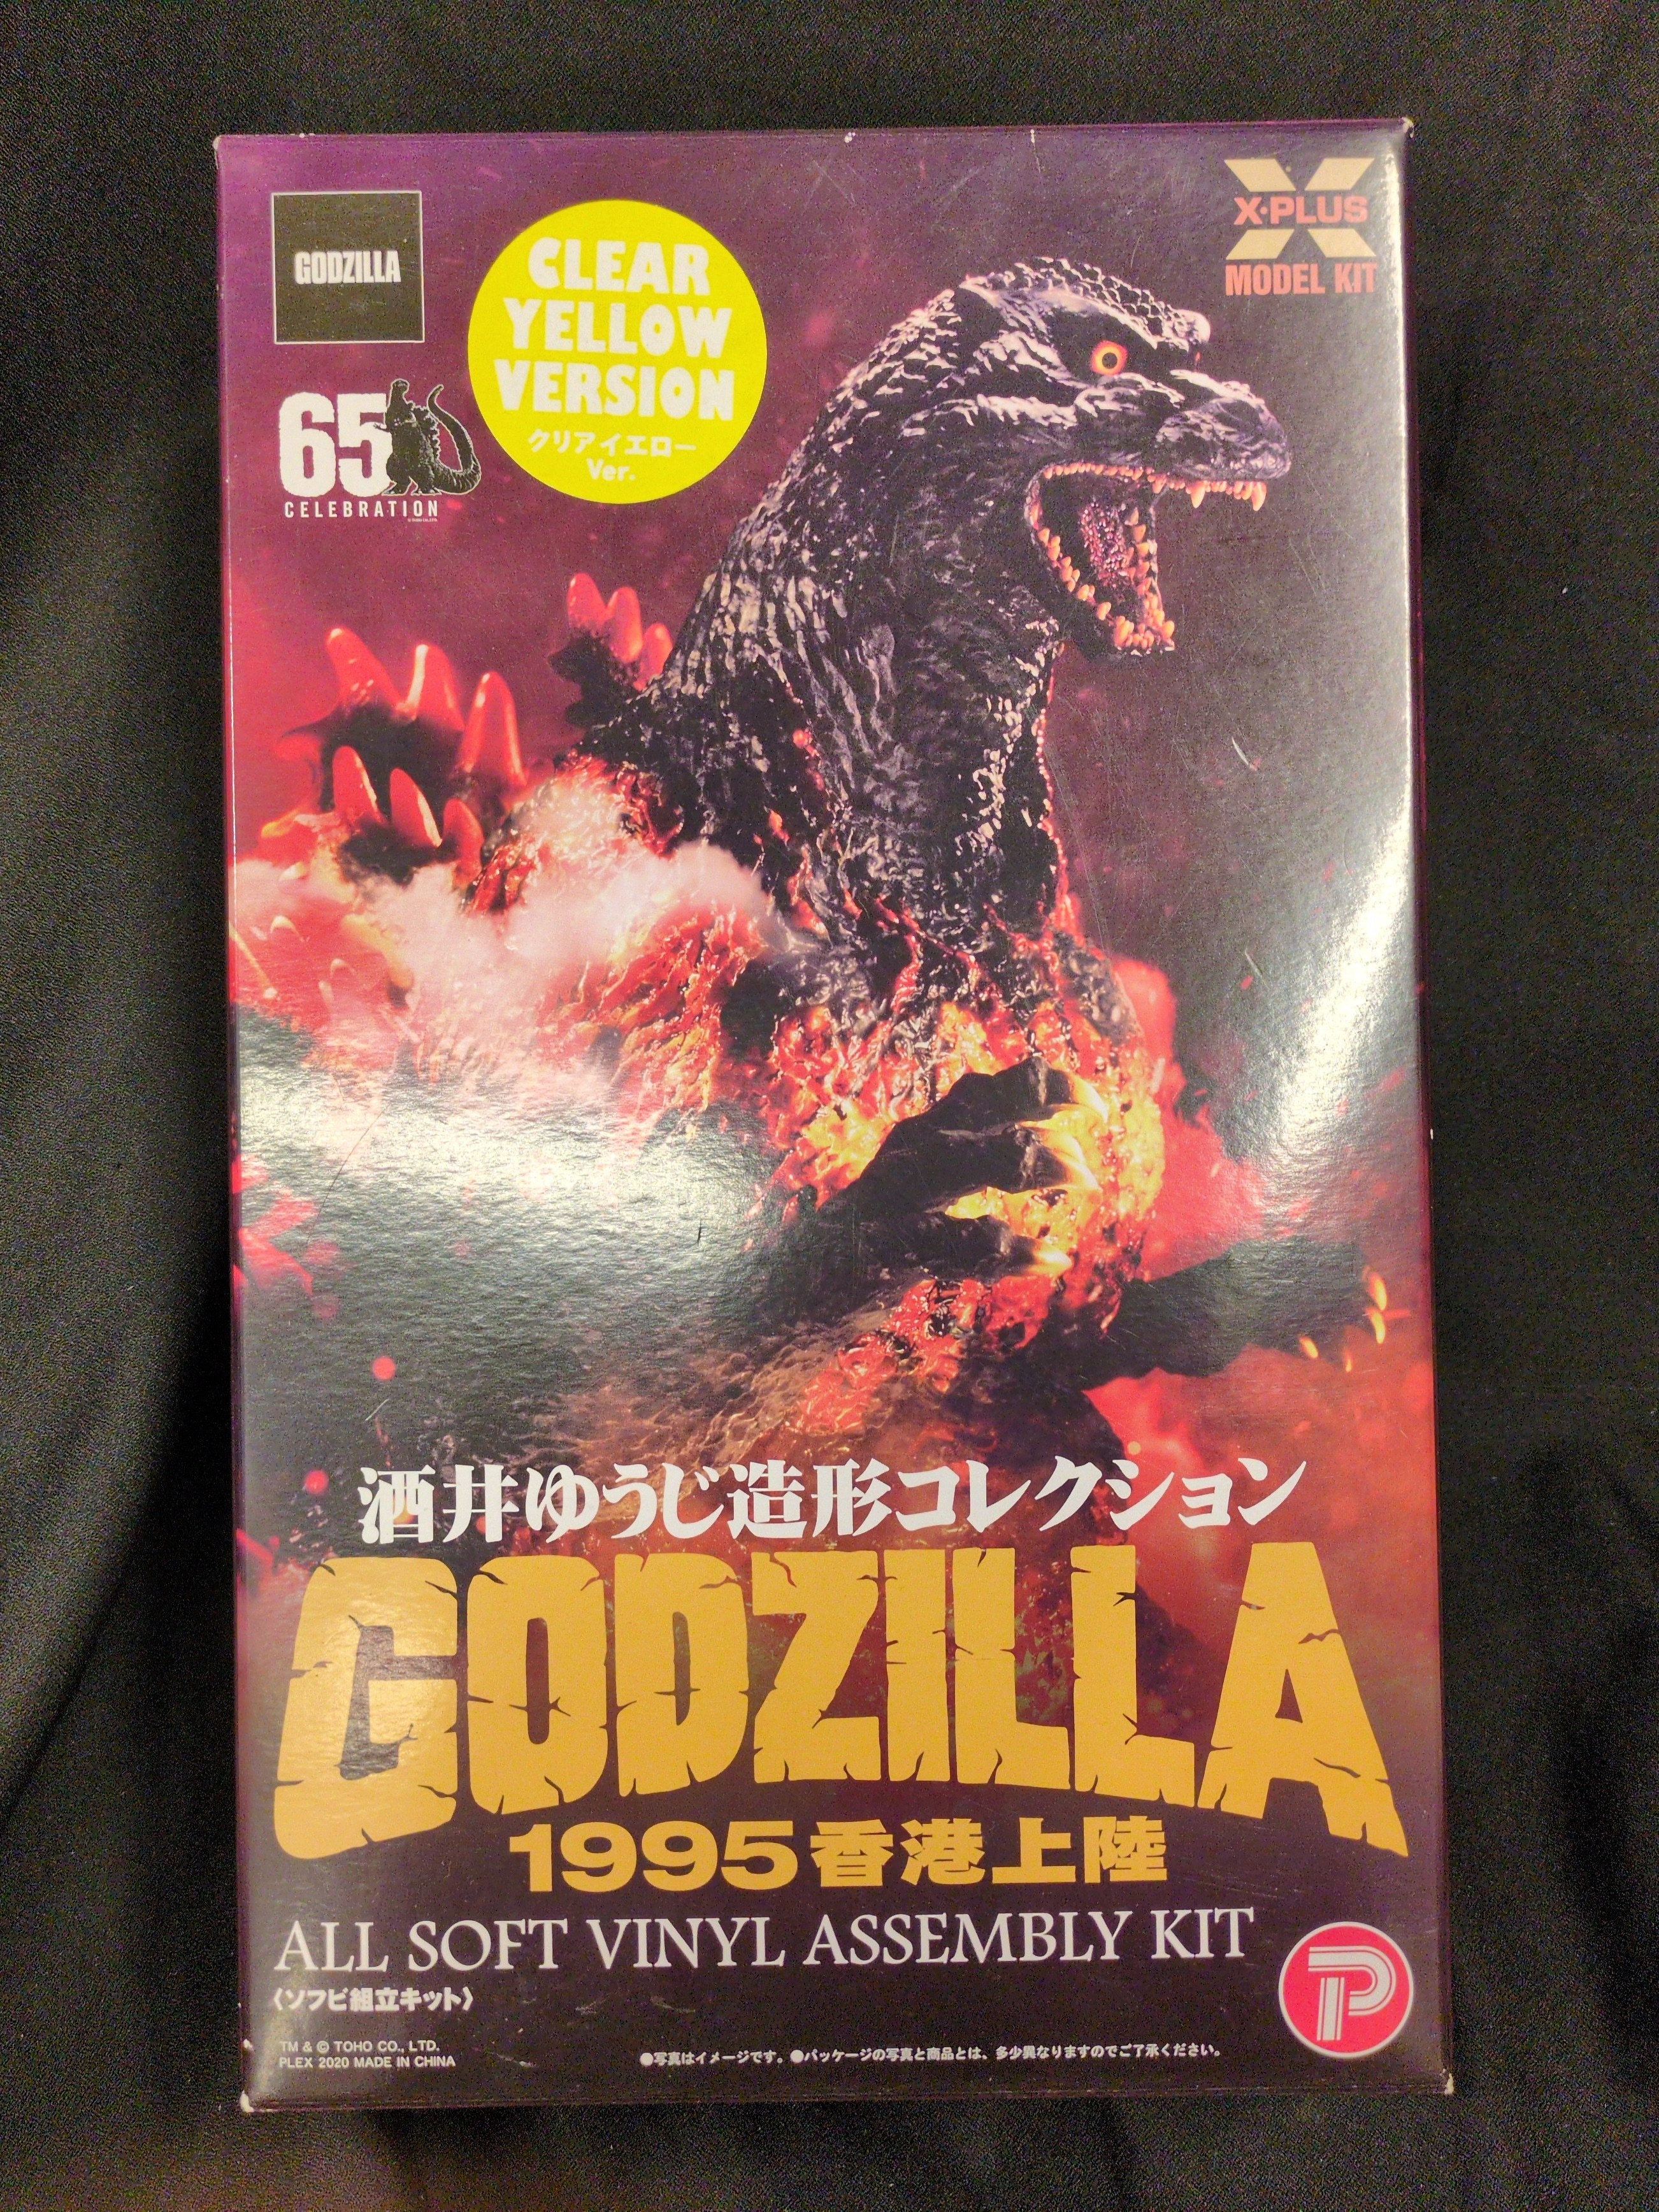 GODZILLA
65
CELEBRATION
CLEAR
YELLOW
VERSION
クリアイエロー
Ver.
X·PLUS
MODEL KIT
酒井ゆうじ造形コレクション
GODZILLA
1995香港上陸
ALL SOFT VINYL ASSEMBLY KIT
〈ソフビ組立キット〉
TM & © TOHO CO., LTD.
PLEX 2020 MADE IN CHINA
●写真はイメージです。●パッケージの写真と商品とは、多少異なりますのでご了承ください。
P